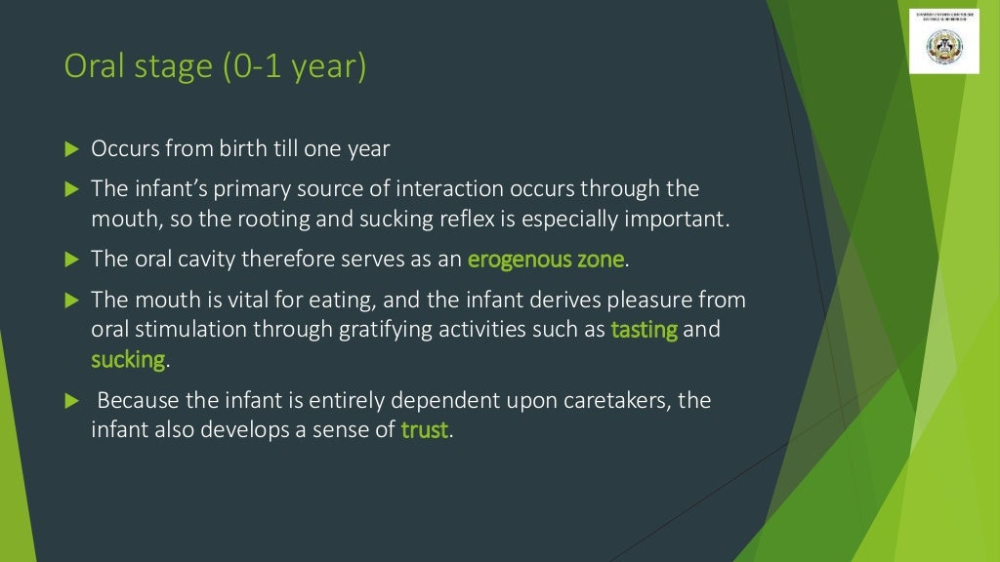 Oral stage (0-1 year)
Occurs from birth till one year
The infant’s primary source of interaction occurs through the
mouth, so the rooting and sucking reflex is especially important.
The oral cavity therefore serves as an erogenous zone.
The mouth is vital for eating, and the infant derives pleasure from
oral stimulation through gratifying activities such as tasting and
sucking.
Because the infant is entirely dependent upon caretakers, the
infant also develops a sense of trust.